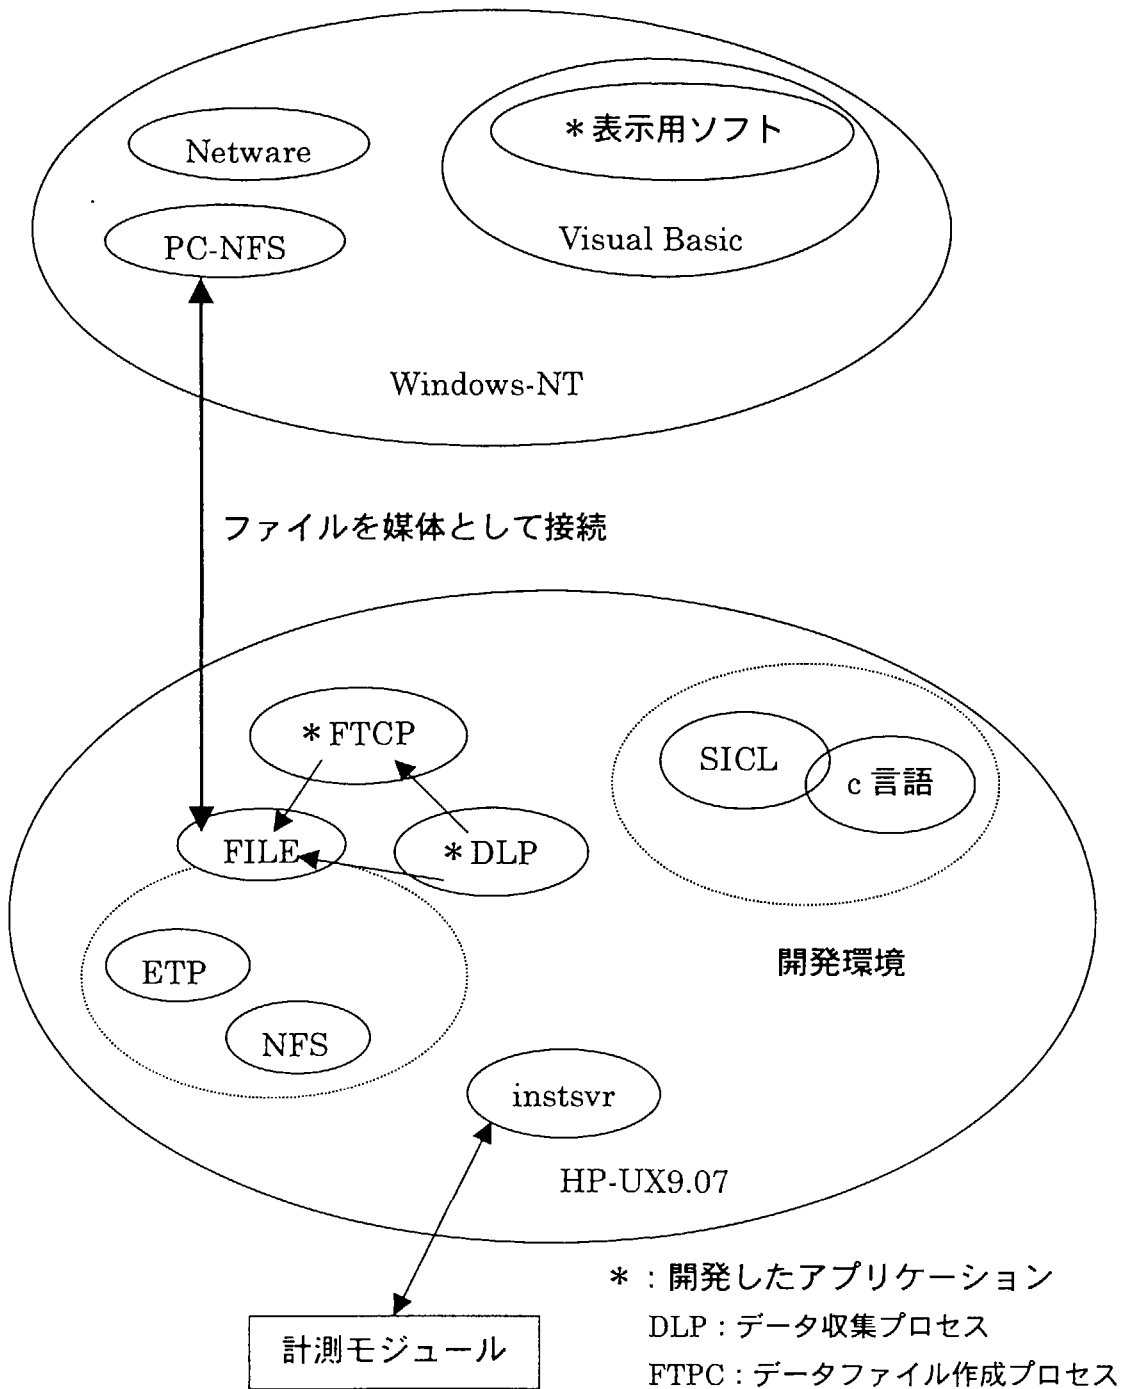 Netware
＊表示用ソフト
PC-NFS
Visual Basic
Windows-NT
ファイルを媒体として接続
＊FTCP
SICL
c 言語
FILE
＊DLP
開発環境
ETP
NFS
instsvr
HP-UX9.07
＊：開発したアプリケーション
計測モジュール
DLP：データ収集プロセス
FTPC：データファイル作成プロセス